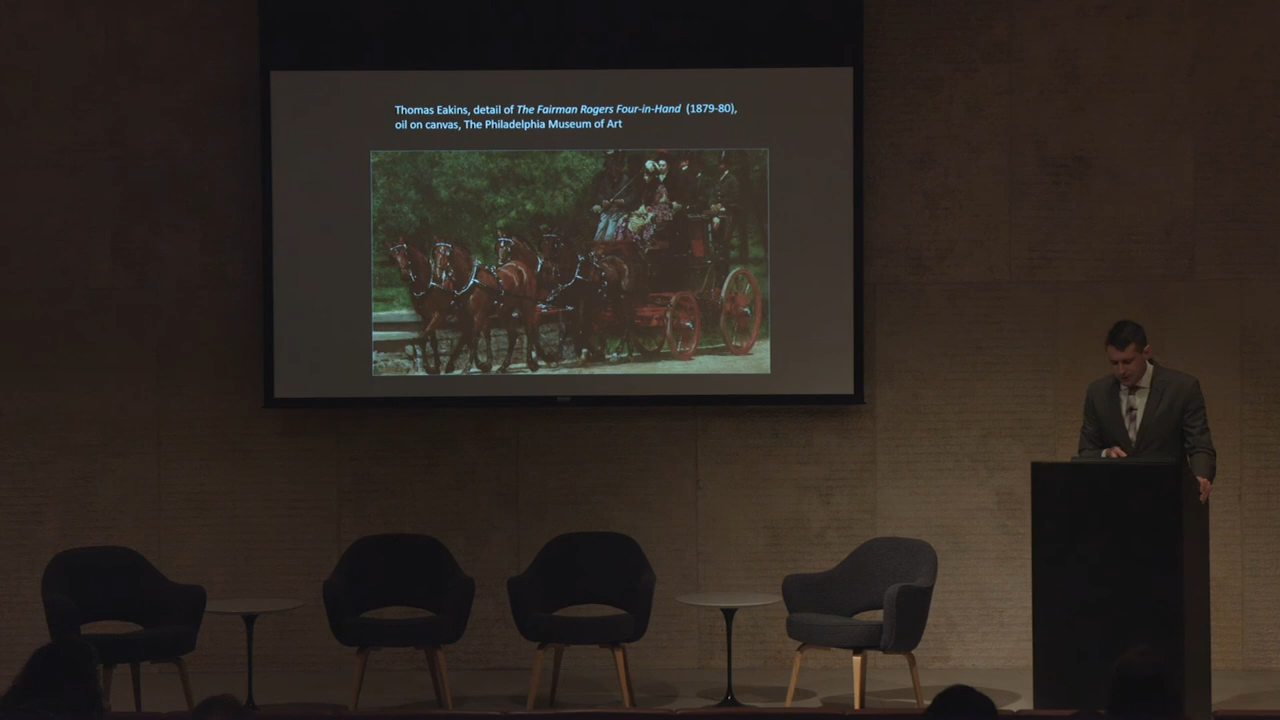 Thomas Eakins, detail of The Fairman Rogers Four-in-Hand (1879-80),
oil on canvas, The Philadelphia Museum of Art